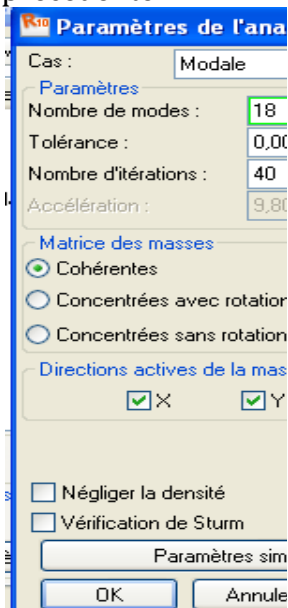 R10 Paramètres de l'ana
Cas : Modale
Paramètres
Nombre de modes : 18
Tolérance : 0,00
Nombre d'itérations : 40
Accélération : 9,80
Matrice des masses
Cohérentes
Concentrées avec rotation
Concentrées sans rotation
Directions actives de la mas
X Y
Négliger la densité
Vérification de Sturm
Paramètres sim
OK Annule